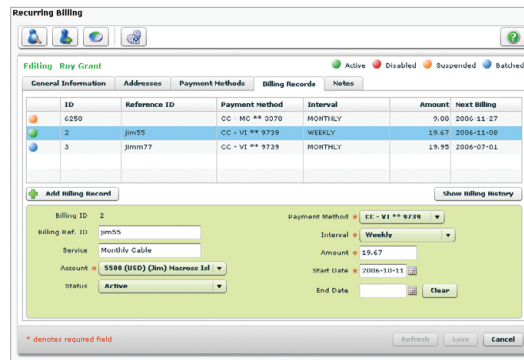 Recurring Billing
Editing Ruy Grant
Active Disabled Suspended Batched
General Information Addresses Payment Methods Billing Records Notes
ID Reference ID Payment Method Interval Amount Next Billing
6250 CC - MC ** 3370 MONTHLY 9.00 2006-11-27
2 jim55 CC - VI ** 9739 WEEKLY 19.67 2006-11-08
3 jimm77 CC - VI ** 9739 MONTHLY 19.95 2006-07-01
Add Billing Record Show Billing History
Billing ID 2 Payment Method * CC - VI ** 9739
Billing Ref. ID jim55 Interval * Weekly
Service Monthly Cable Amount * 19.67
Account * 5500 (USD) (Jim) Macross Isl Start Date * 2006-10-11
Status Active End Date Clear
* denotes required field Refresh Save Cancel